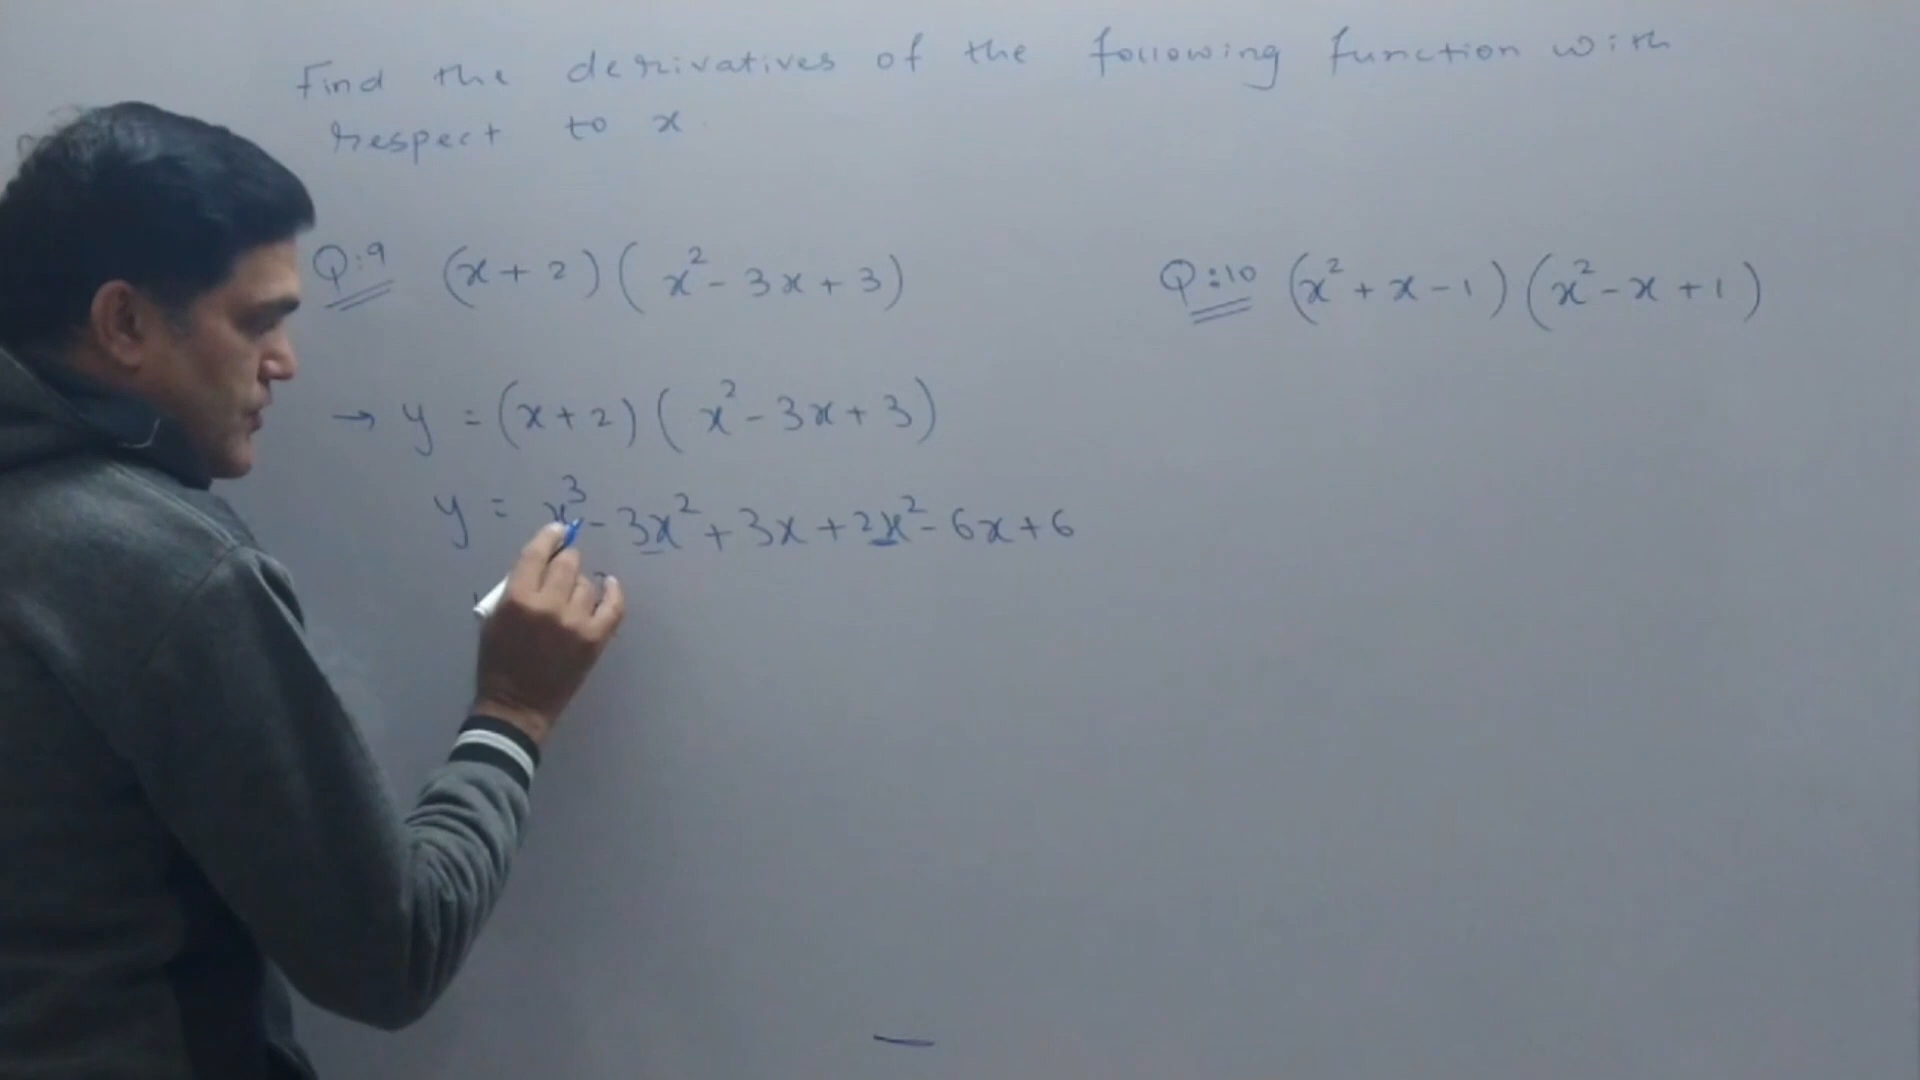 Find the derivatives of the following function with
respect to x
Q:9 (x+2)(x²-3x+3)
Q:10 (x²+x-1)(x²-x+1)
→ y = (x+2)(x²-3x+3)
y = x³-3x²+3x+2x²-6x+6